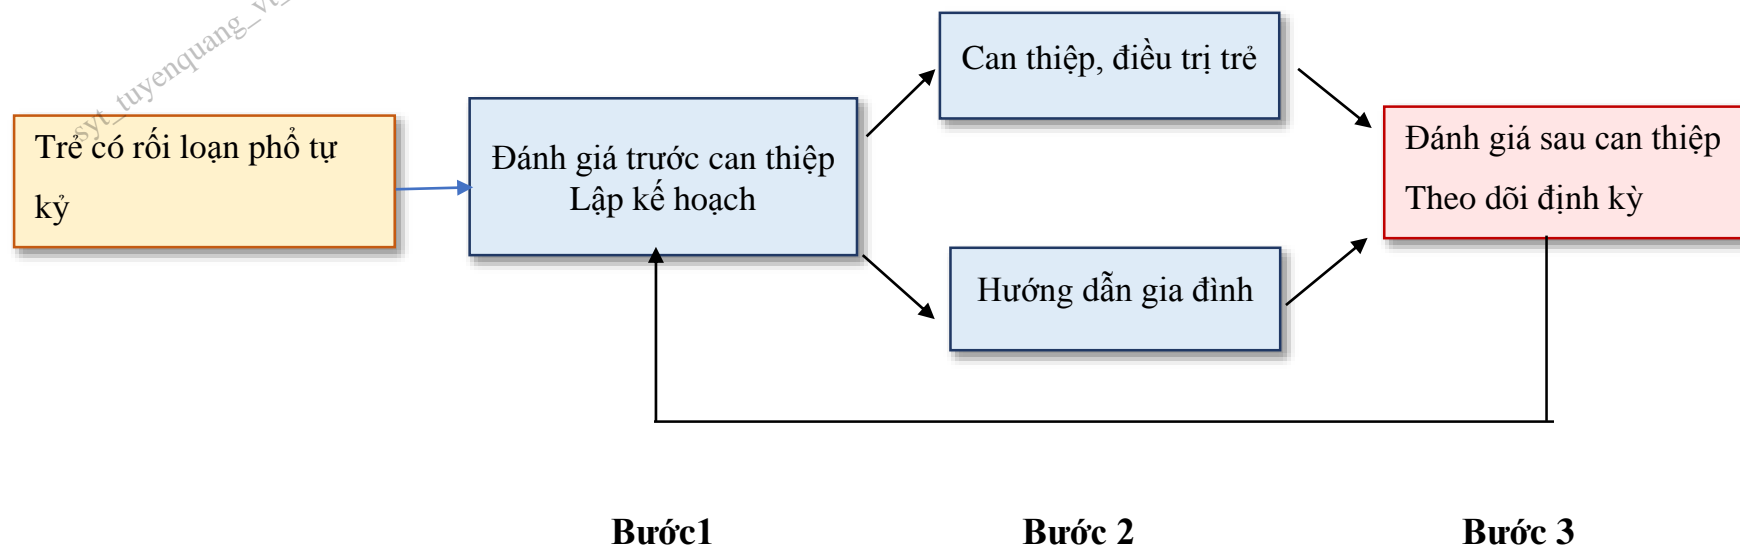 syt_tuyenquang_vt
Trẻ có rối loạn phổ tự
kỷ
Đánh giá trước can thiệp
Lập kế hoạch
Can thiệp, điều trị trẻ
Hướng dẫn gia đình
Đánh giá sau can thiệp
Theo dõi định kỳ
Bước1
Bước 2
Bước 3